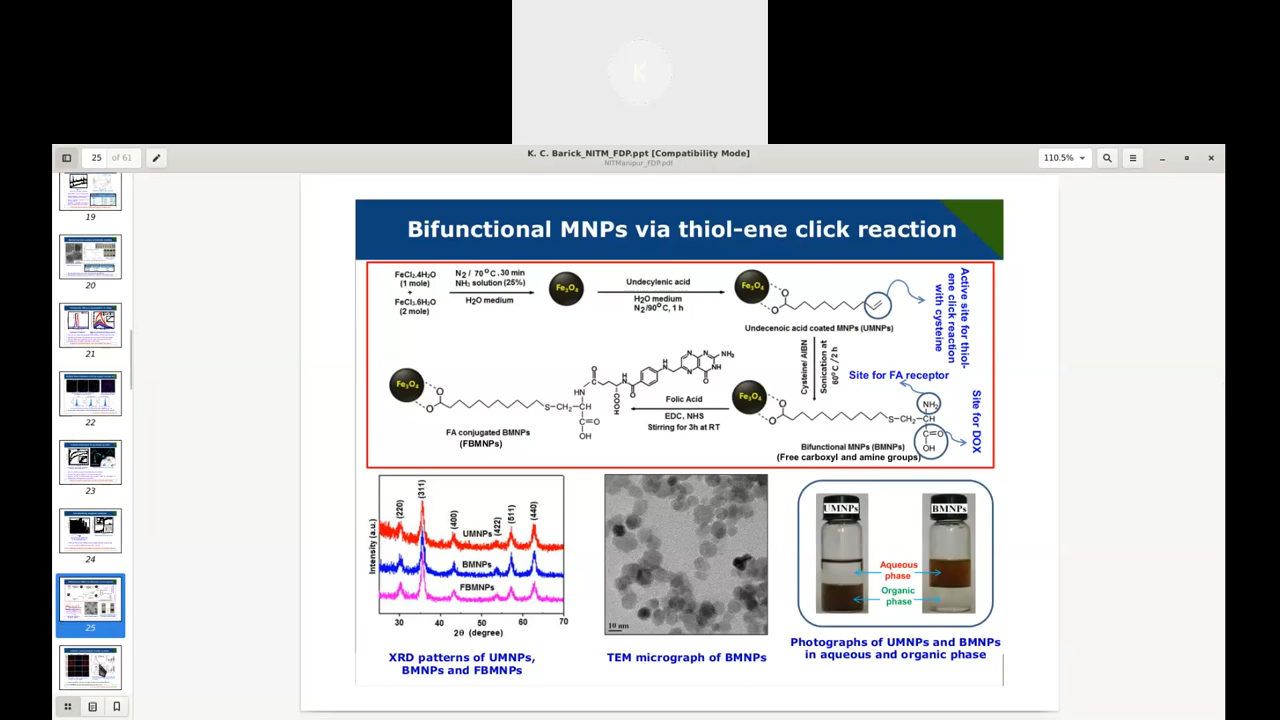 K
K. C. Barick_NITM_FDP.ppt [Compatibility Mode]
NITManipur_FDP.pdf
25 of 61
110.5%
19
20
21
22
23
24
25
Bifunctional MNPs via thiol-ene click reaction
FeCl2.4H2O
(1 mole)
+
FeCl3.6H2O
(2 mole)
N2 / 70°C, 30 min
NH3 solution (25%)
H2O medium
Fe3O4
Undecylenic acid
H2O medium
N2/90°C, 1 h
Fe3O4
O
O
Undecenoic acid coated MNPs (UMNPs)
Active site for thiol-
ene click reaction
with cysteine
Cysteine/ AIBN
Sonication at
60°C / 2 h
Site for FA receptor
Site for DOX
Fe3O4
O
O
S—CH2—CH
NH2
C=O
OH
Bifunctional MNPs (BMNPs)
(Free carboxyl and amine groups)
Folic Acid
EDC, NHS
Stirring for 3h at RT
Fe3O4
O
O
S—CH2—CH
NH
C=O
OH
FA conjugated BMNPs
(FBMNPs)
Intensity (a.u.)
(220)
(311)
(400)
(422)
(511)
(440)
UMNPs
BMNPs
FBMNPs
30 40 50 60 70
2θ (degree)
XRD patterns of UMNPs,
BMNPs and FBMNPs
10 nm
TEM micrograph of BMNPs
UMNPs
BMNPs
Aqueous
phase
Organic
phase
Photographs of UMNPs and BMNPs
in aqueous and organic phase